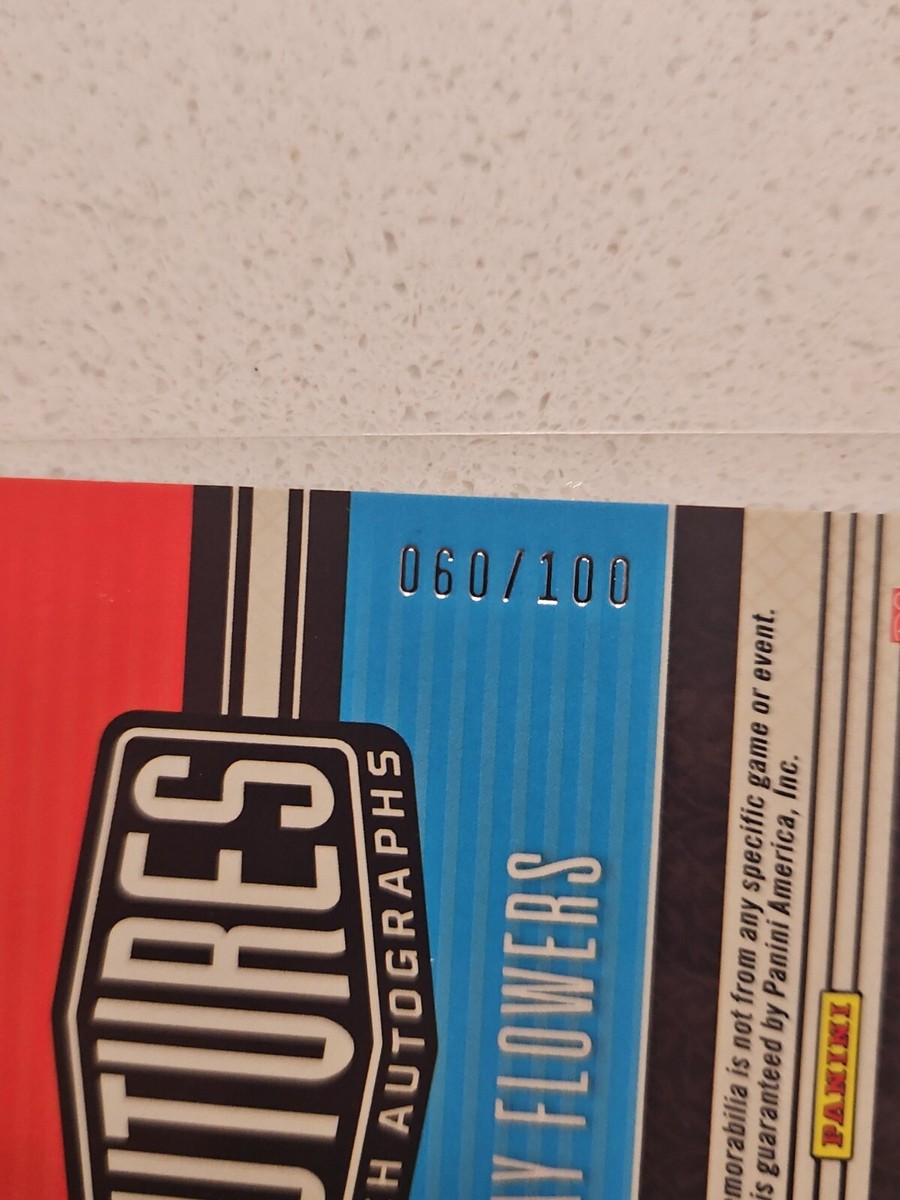 060/100
UTURES
H AUTOGRAPHS
AY FLOWERS
morabilia is not from any specific game or event.
is guaranteed by Panini America, Inc.
PANINI